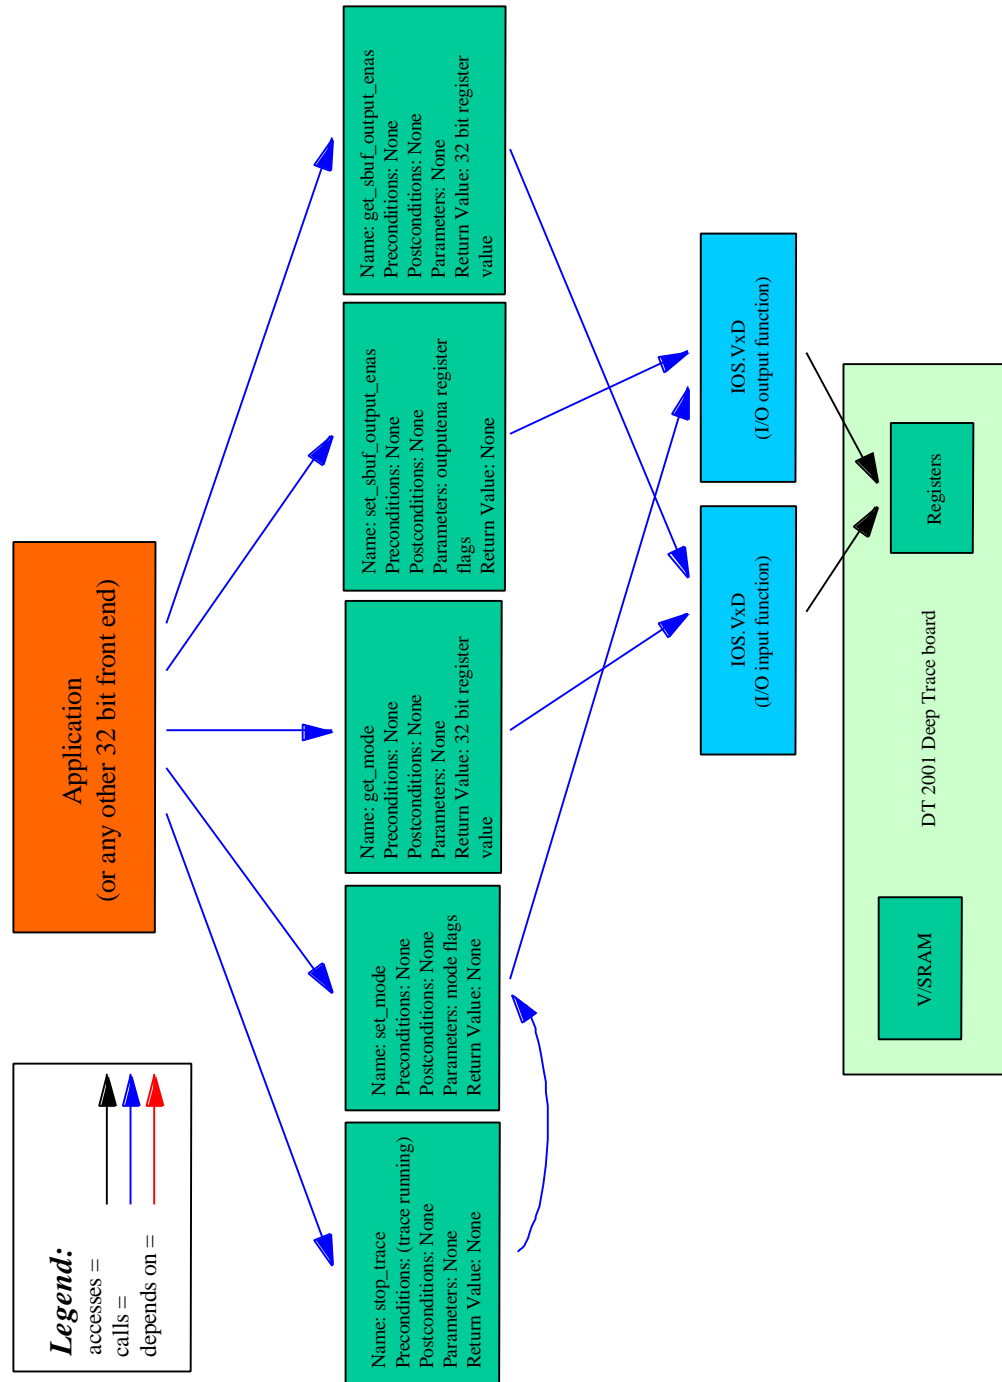 Legend:
accesses =
calls =
depends on =
Application
(or any other 32 bit front end)
Name: stop_trace
Preconditions: (trace running)
Postconditions: None
Parameters: None
Return Value: None
Name: set_mode
Preconditions: None
Postconditions: None
Parameters: mode flags
Return Value: None
Name: get_mode
Preconditions: None
Postconditions: None
Parameters: None
Return Value: 32 bit register
value
Name: set_sbuf_output_enas
Preconditions: None
Postconditions: None
Parameters: outputena register
flags
Return Value: None
Name: get_sbuf_output_enas
Preconditions: None
Postconditions: None
Parameters: None
Return Value: 32 bit register
value
IOS.VxD
(I/O input function)
IOS.VxD
(I/O output function)
V/SRAM
DT 2001 Deep Trace board
Registers